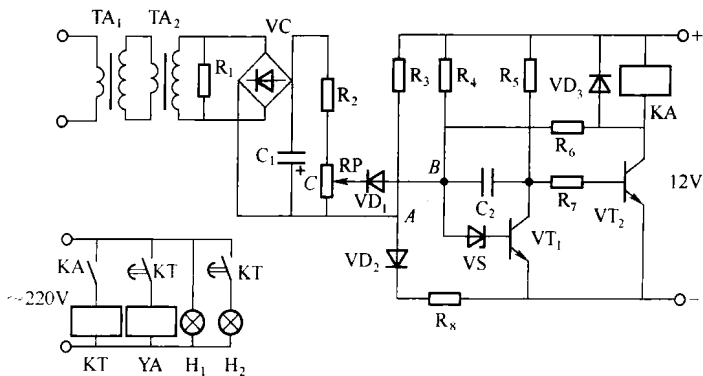 TA₁ TA₂ VC
R₁ R₂ R₃ R₄ R₅ VD₃ KA +
R₆
C₁ + C RP VD₁ B C₂ R₇ VT₂ 12V
A
VD₂ VS VT₁
R₈ −
KA KT KT
~220V
KT YA H₁ H₂